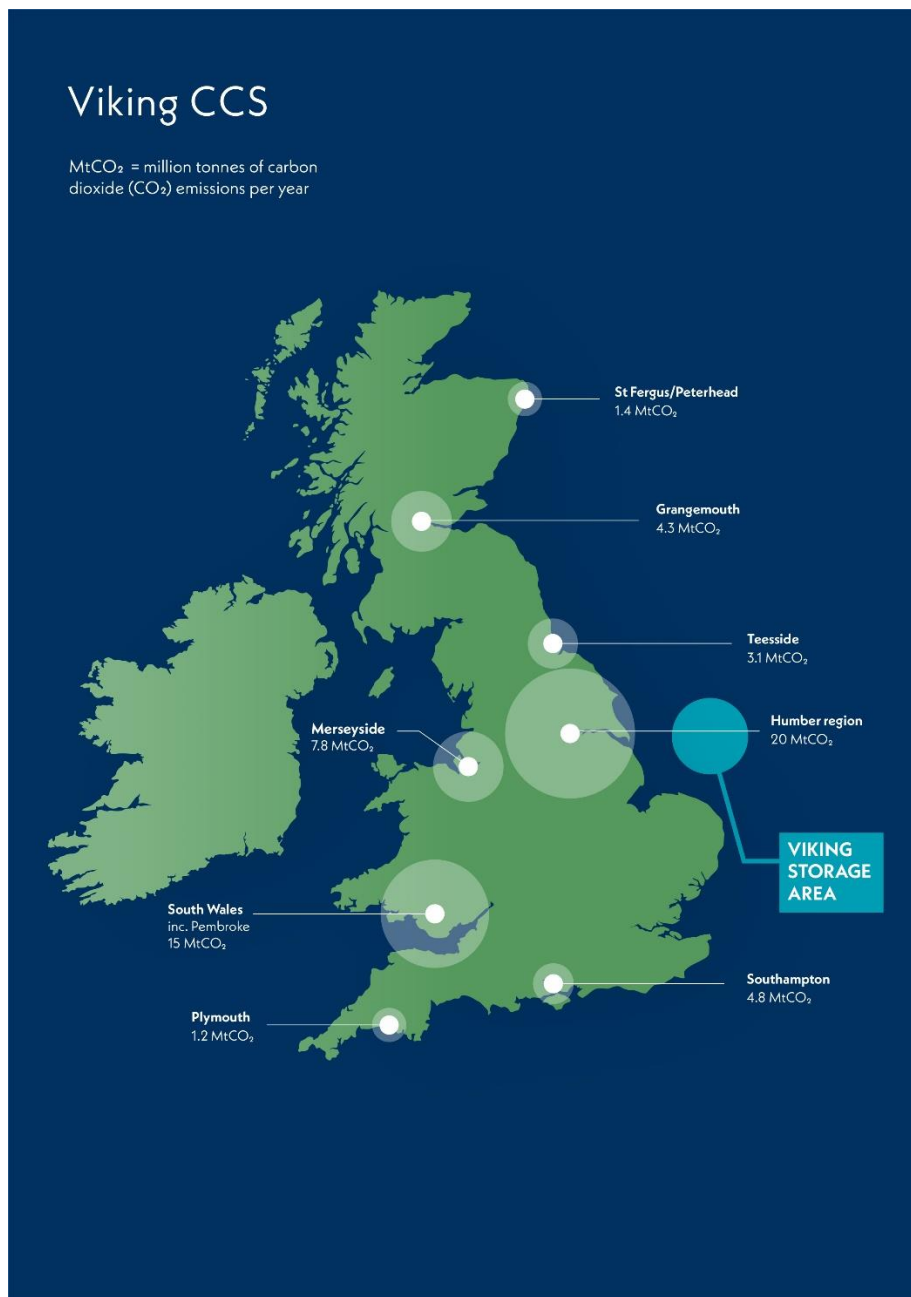 Viking CCS
MtCO₂ = million tonnes of carbon
dioxide (CO₂) emissions per year
St Fergus/Peterhead
1.4 MtCO₂
Grangemouth
4.3 MtCO₂
Teesside
3.1 MtCO₂
Humber region
20 MtCO₂
Merseyside
7.8 MtCO₂
VIKING
STORAGE
AREA
South Wales
inc. Pembroke
15 MtCO₂
Southampton
4.8 MtCO₂
Plymouth
1.2 MtCO₂